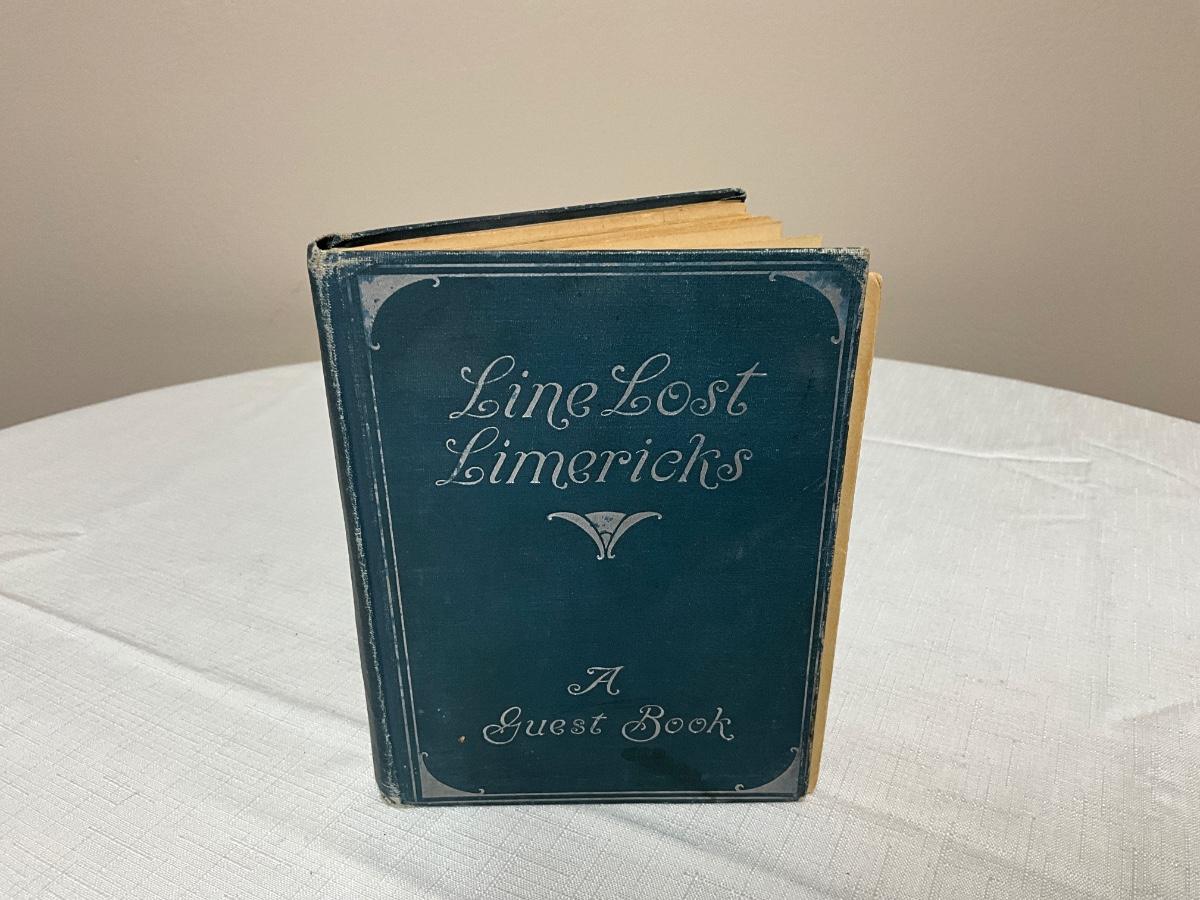 Line Lost
Limericks
A
Guest Book